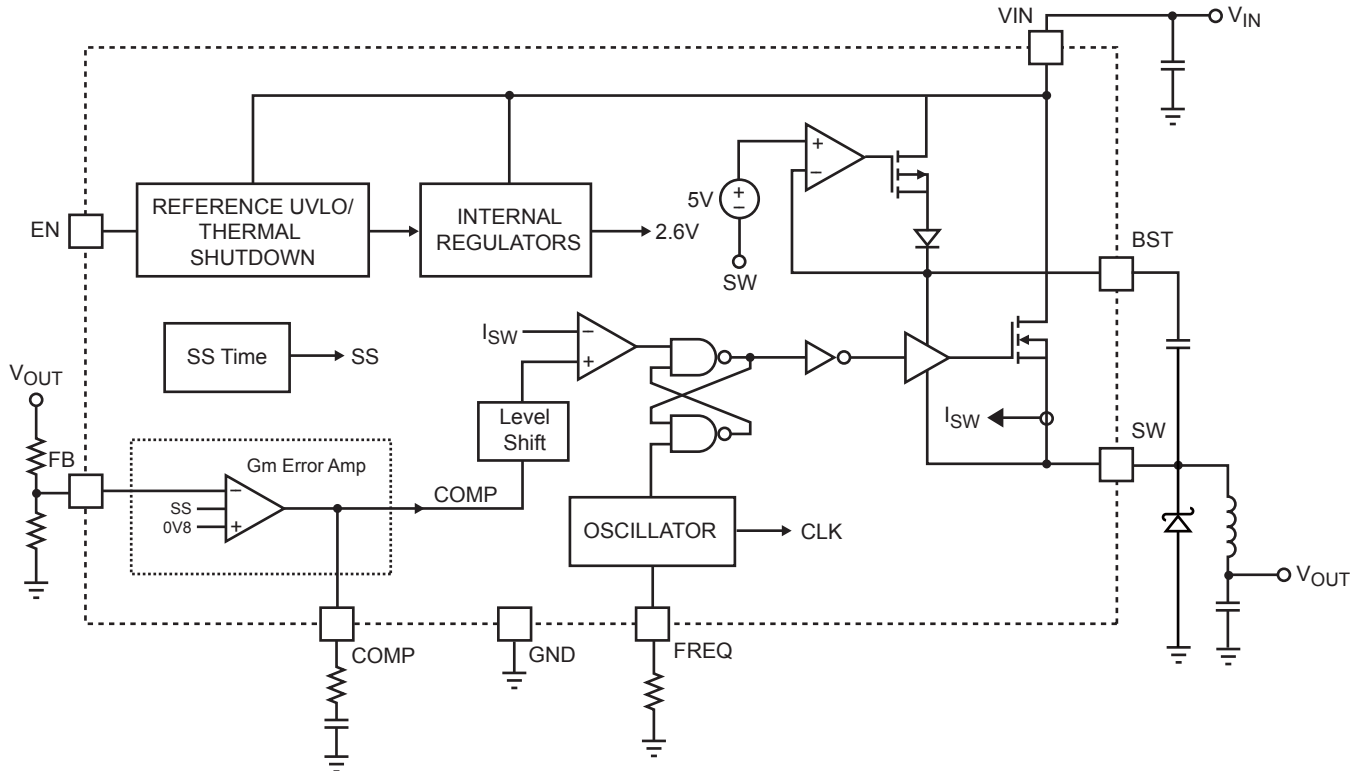 VIN
V_IN
REFERENCE UVLO/
THERMAL
SHUTDOWN
INTERNAL
REGULATORS
2.6V
EN
5V
+
−
+
−
SW
BST
SS Time
SS
I_SW
−
+
V_OUT
Level
Shift
I_SW
SW
FB
Gm Error Amp
−
SS
0V8
+
COMP
OSCILLATOR
CLK
V_OUT
COMP
GND
FREQ